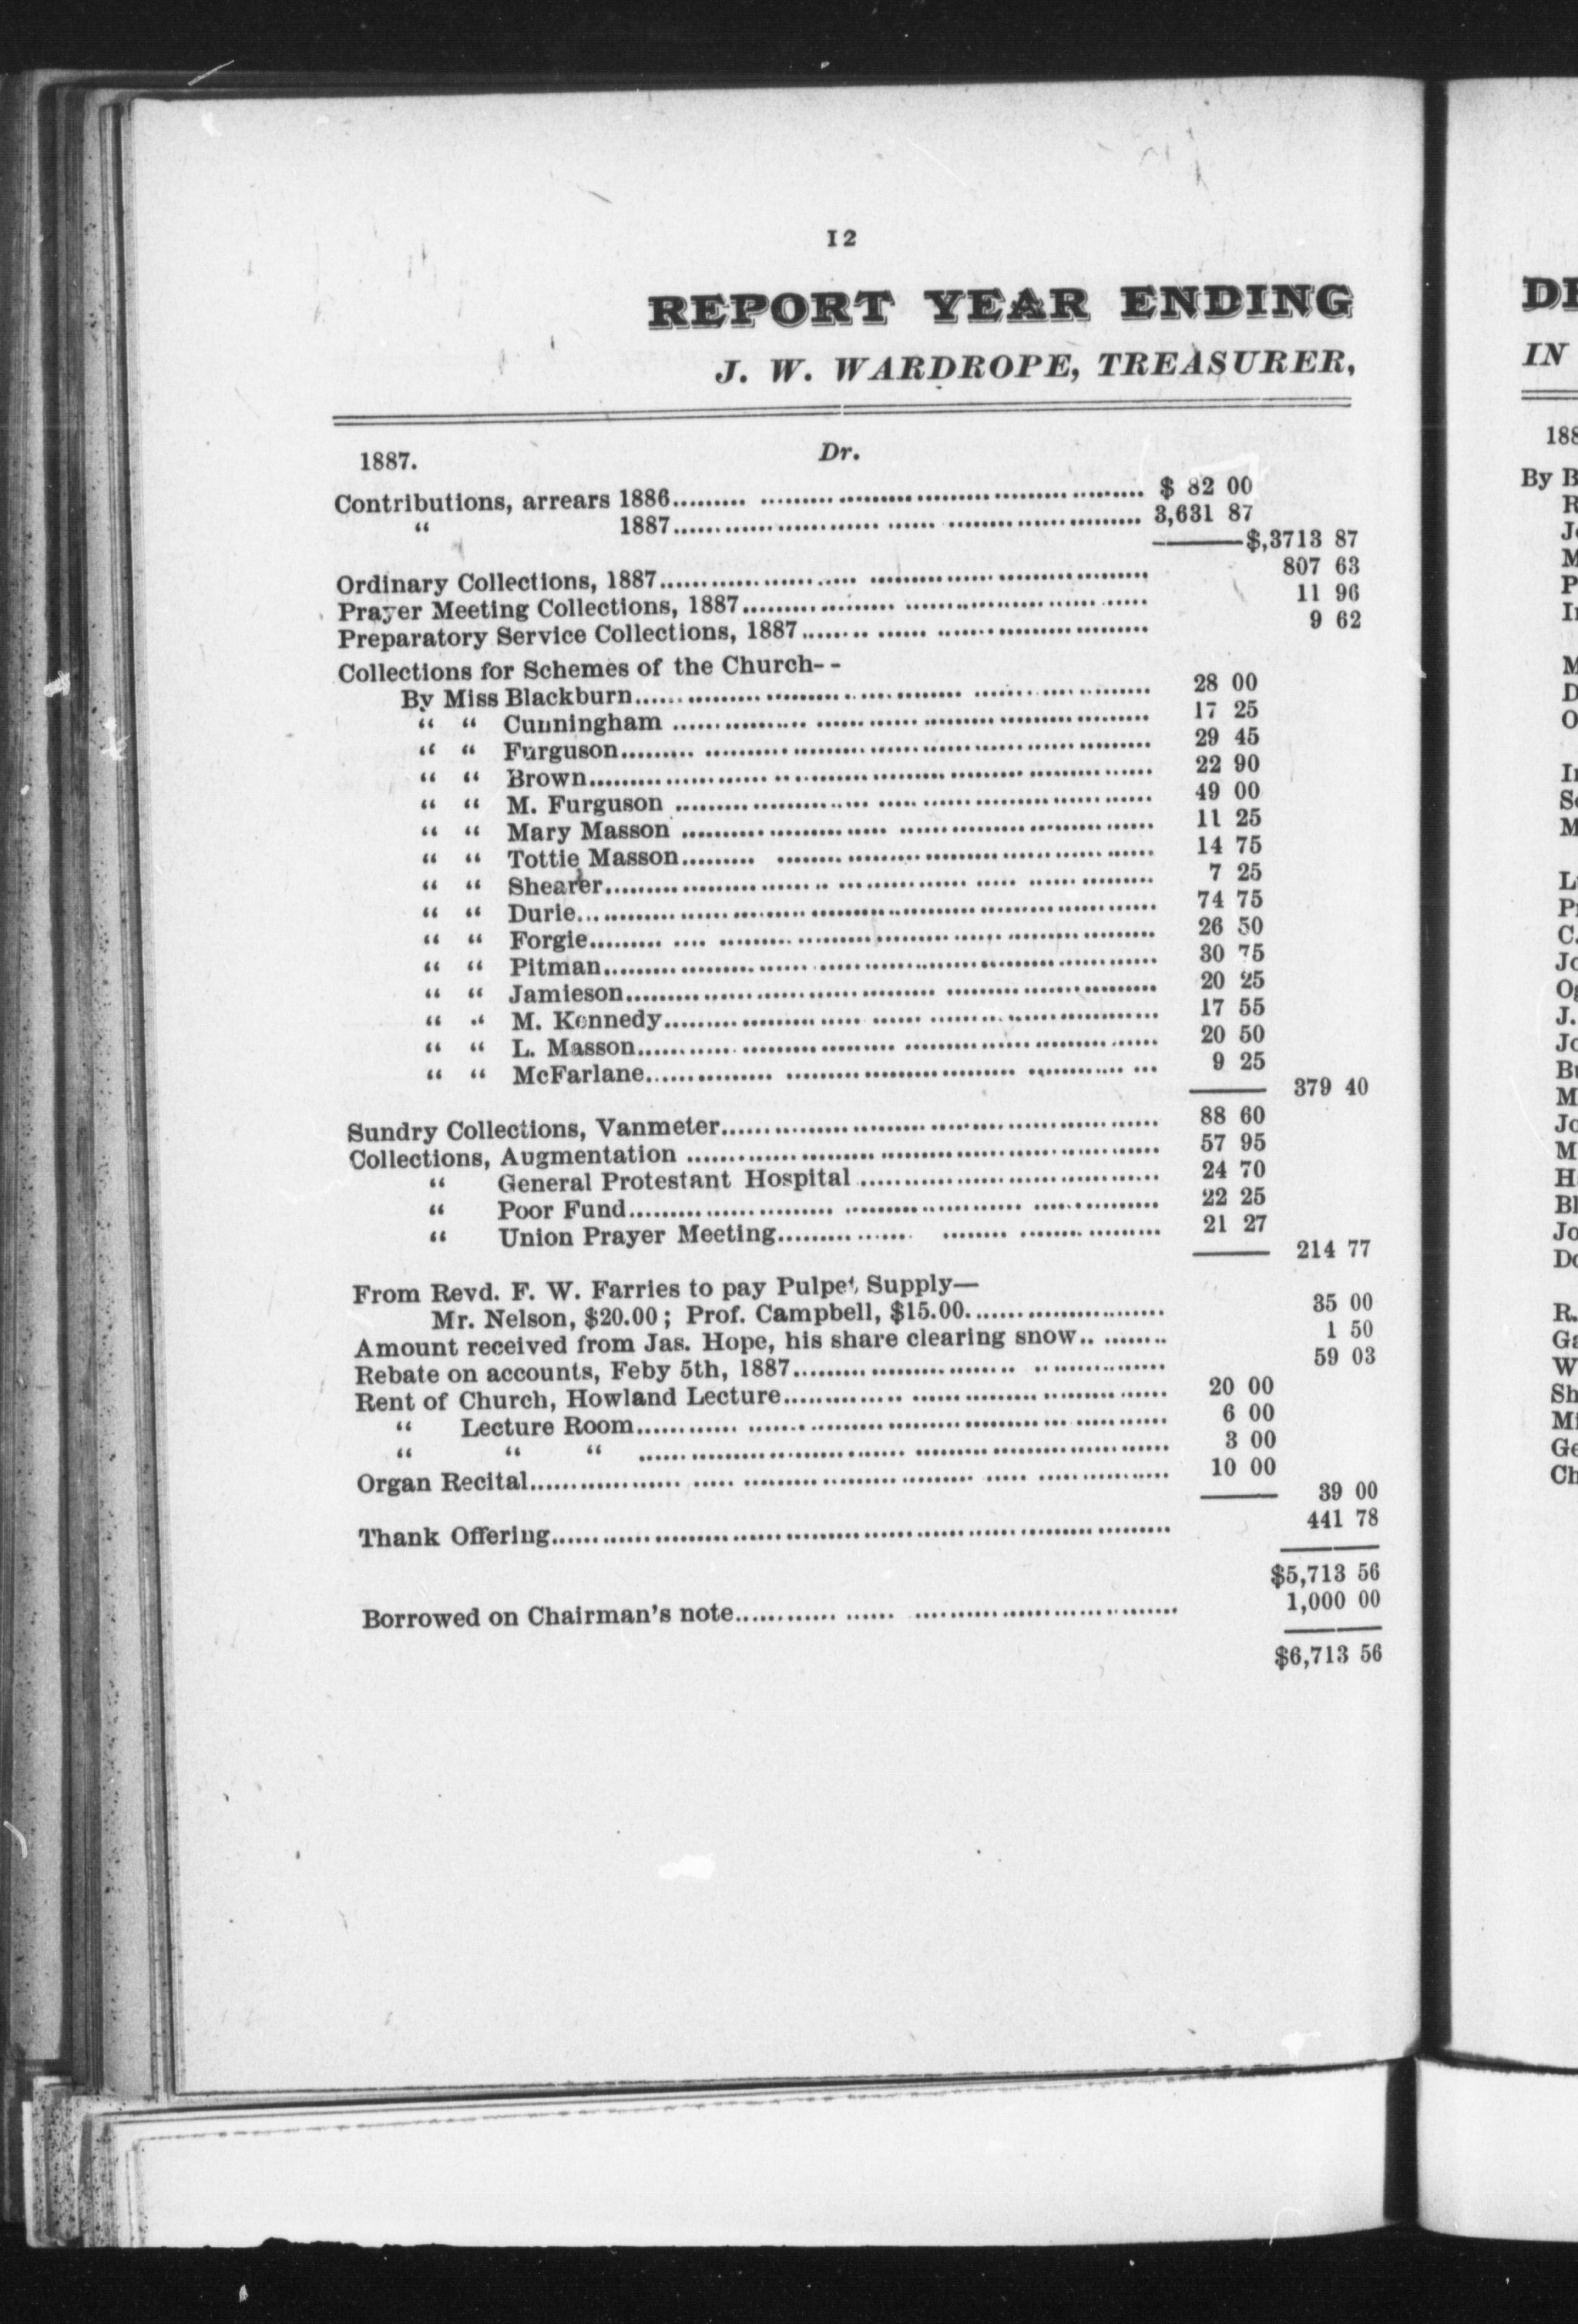 12
REPORT YEAR ENDING
J. W. WARDROPE, TREASURER,
1887. Dr.
Contributions, arrears 1886.................... $ 82 00
“ 1887.................... 3,631 87
$,3713 87
Ordinary Collections, 1887.................... 807 63
Prayer Meeting Collections, 1887.................... 11 96
Preparatory Service Collections, 1887.................... 9 62
Collections for Schemes of the Church--
By Miss Blackburn.................... 28 00
“ “ Cunningham .................... 17 25
“ “ Furguson.................... 29 45
“ “ Brown.................... 22 90
“ “ M. Furguson .................... 49 00
“ “ Mary Masson .................... 11 25
“ “ Tottie Masson.................... 14 75
“ “ Shearer.................... 7 25
“ “ Durie.................... 74 75
“ “ Forgie.................... 26 50
“ “ Pitman.................... 30 75
“ “ Jamieson.................... 20 25
“ “ M. Kennedy.................... 17 55
“ “ L. Masson.................... 20 50
“ “ McFarlane.................... 9 25
379 40
Sundry Collections, Vanmeter.................... 88 60
Collections, Augmentation .................... 57 95
“ General Protestant Hospital .................... 24 70
“ Poor Fund.................... 22 25
“ Union Prayer Meeting.................... 21 27
214 77
From Revd. F. W. Farries to pay Pulpet Supply—
Mr. Nelson, $20.00; Prof. Campbell, $15.00.................... 35 00
Amount received from Jas. Hope, his share clearing snow.......... 1 50
Rebate on accounts, Feby 5th, 1887.................... 59 03
Rent of Church, Howland Lecture.................... 20 00
“ Lecture Room.................... 6 00
“ “ “ .................... 3 00
Organ Recital.................... 10 00
39 00
Thank Offering.................... 441 78
$5,713 56
Borrowed on Chairman's note.................... 1,000 00
$6,713 56
IN
By